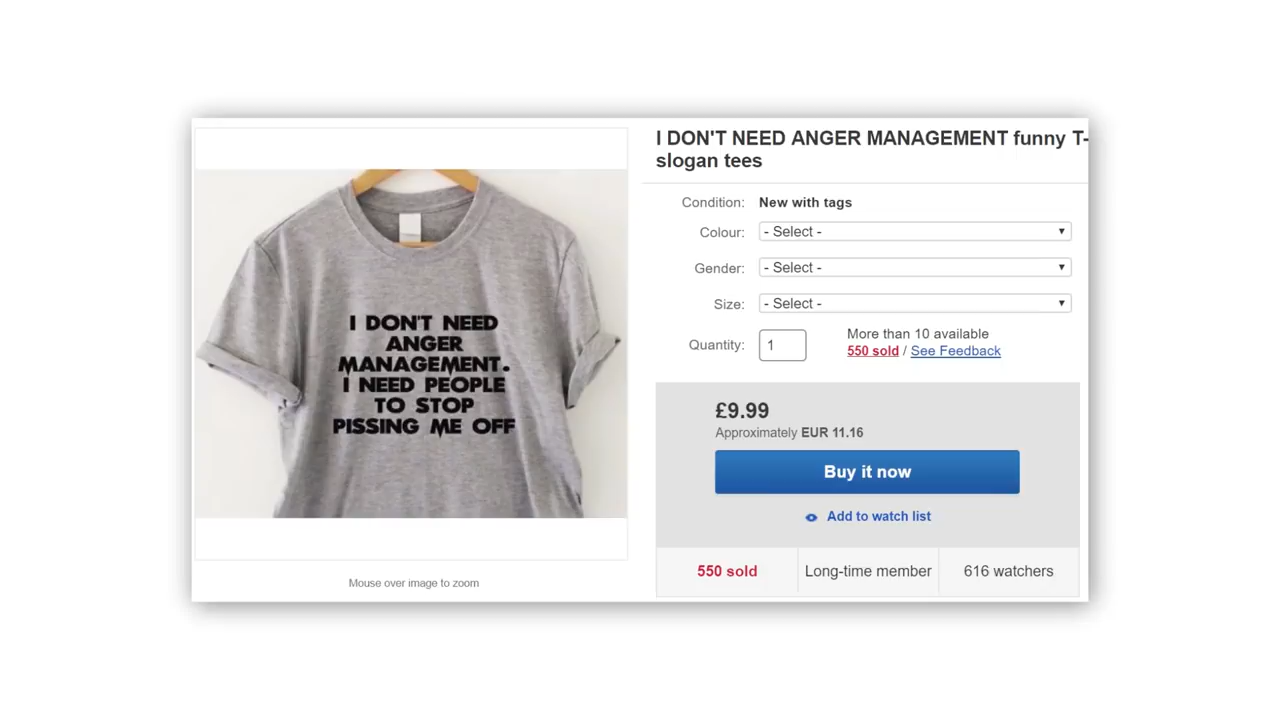 I DON'T NEED ANGER MANAGEMENT funny T-
slogan tees
Condition: New with tags
Colour: - Select -
Gender: - Select -
Size: - Select -
Quantity: 1
More than 10 available
550 sold / See Feedback
£9.99
Approximately EUR 11.16
Buy it now
Add to watch list
550 sold
Long-time member
616 watchers
I DON'T NEED
ANGER
MANAGEMENT.
I NEED PEOPLE
TO STOP
PISSING ME OFF
Mouse over image to zoom